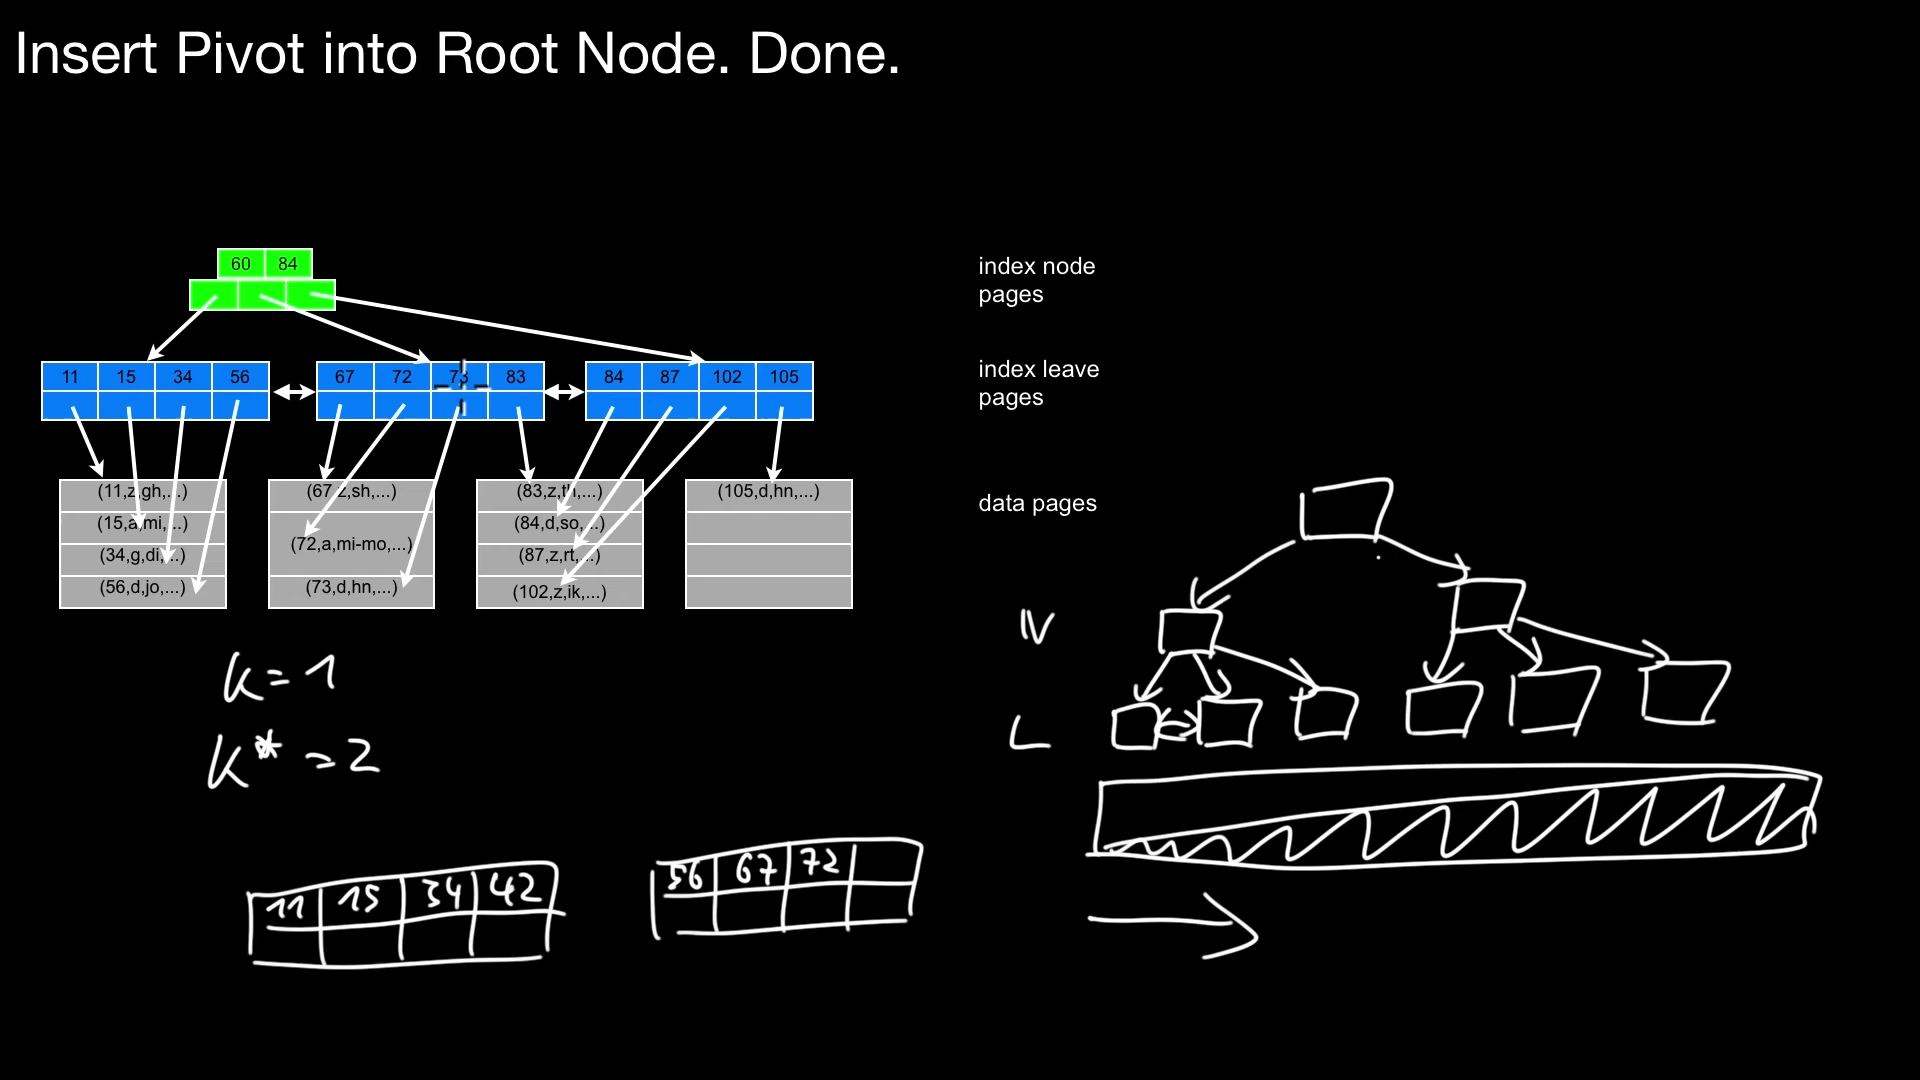 Insert Pivot into Root Node. Done.
60 84
index node
pages
11 15 34 56 67 72 73 83 84 87 102 105
index leave
pages
(11,z,gh,...) (67,z,sh,...) (83,z,th,...) (105,d,hn,...)
(15,a,mi,...) (84,d,so,...)
data pages
(72,a,mi-mo,...)
(34,g,di,...) (87,z,rt,...)
(56,d,jo,...) (73,d,hn,...) (102,z,ik,...)
N
k=1
L
k* =2
11 15 34 42
56 67 72